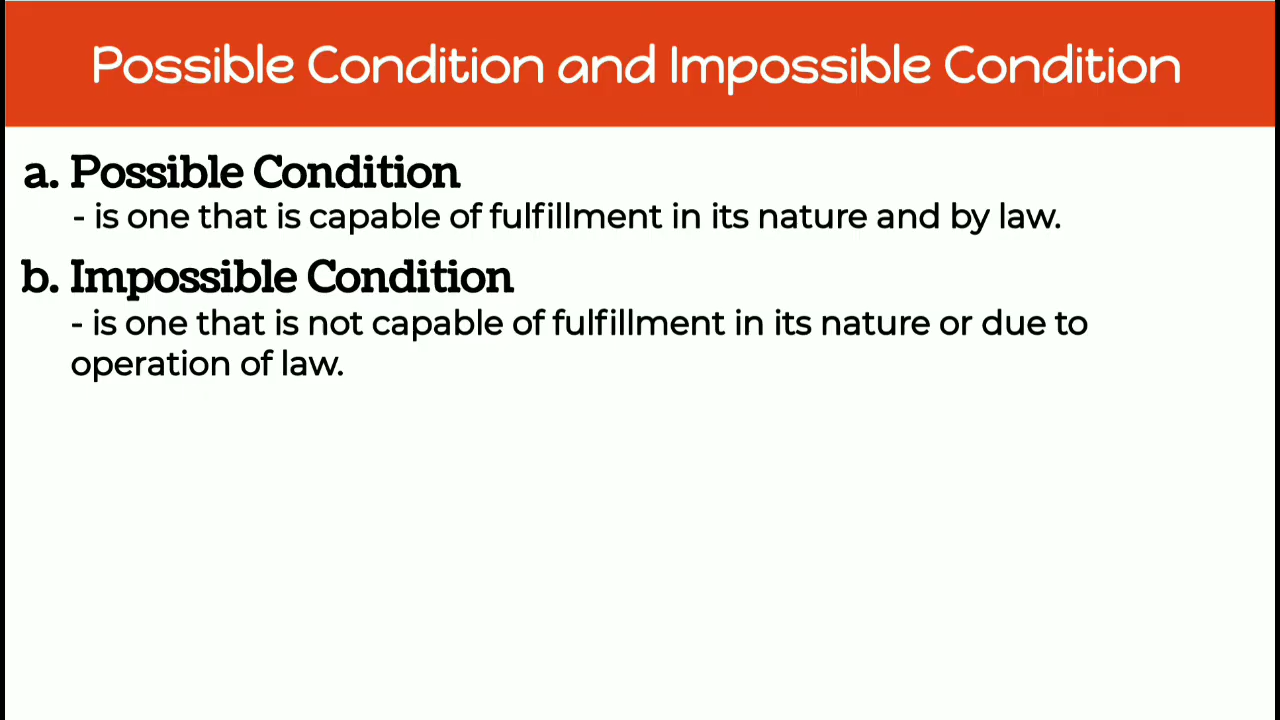 Possible Condition and Impossible Condition
a. Possible Condition
- is one that is capable of fulfillment in its nature and by law.
b. Impossible Condition
- is one that is not capable of fulfillment in its nature or due to
operation of law.